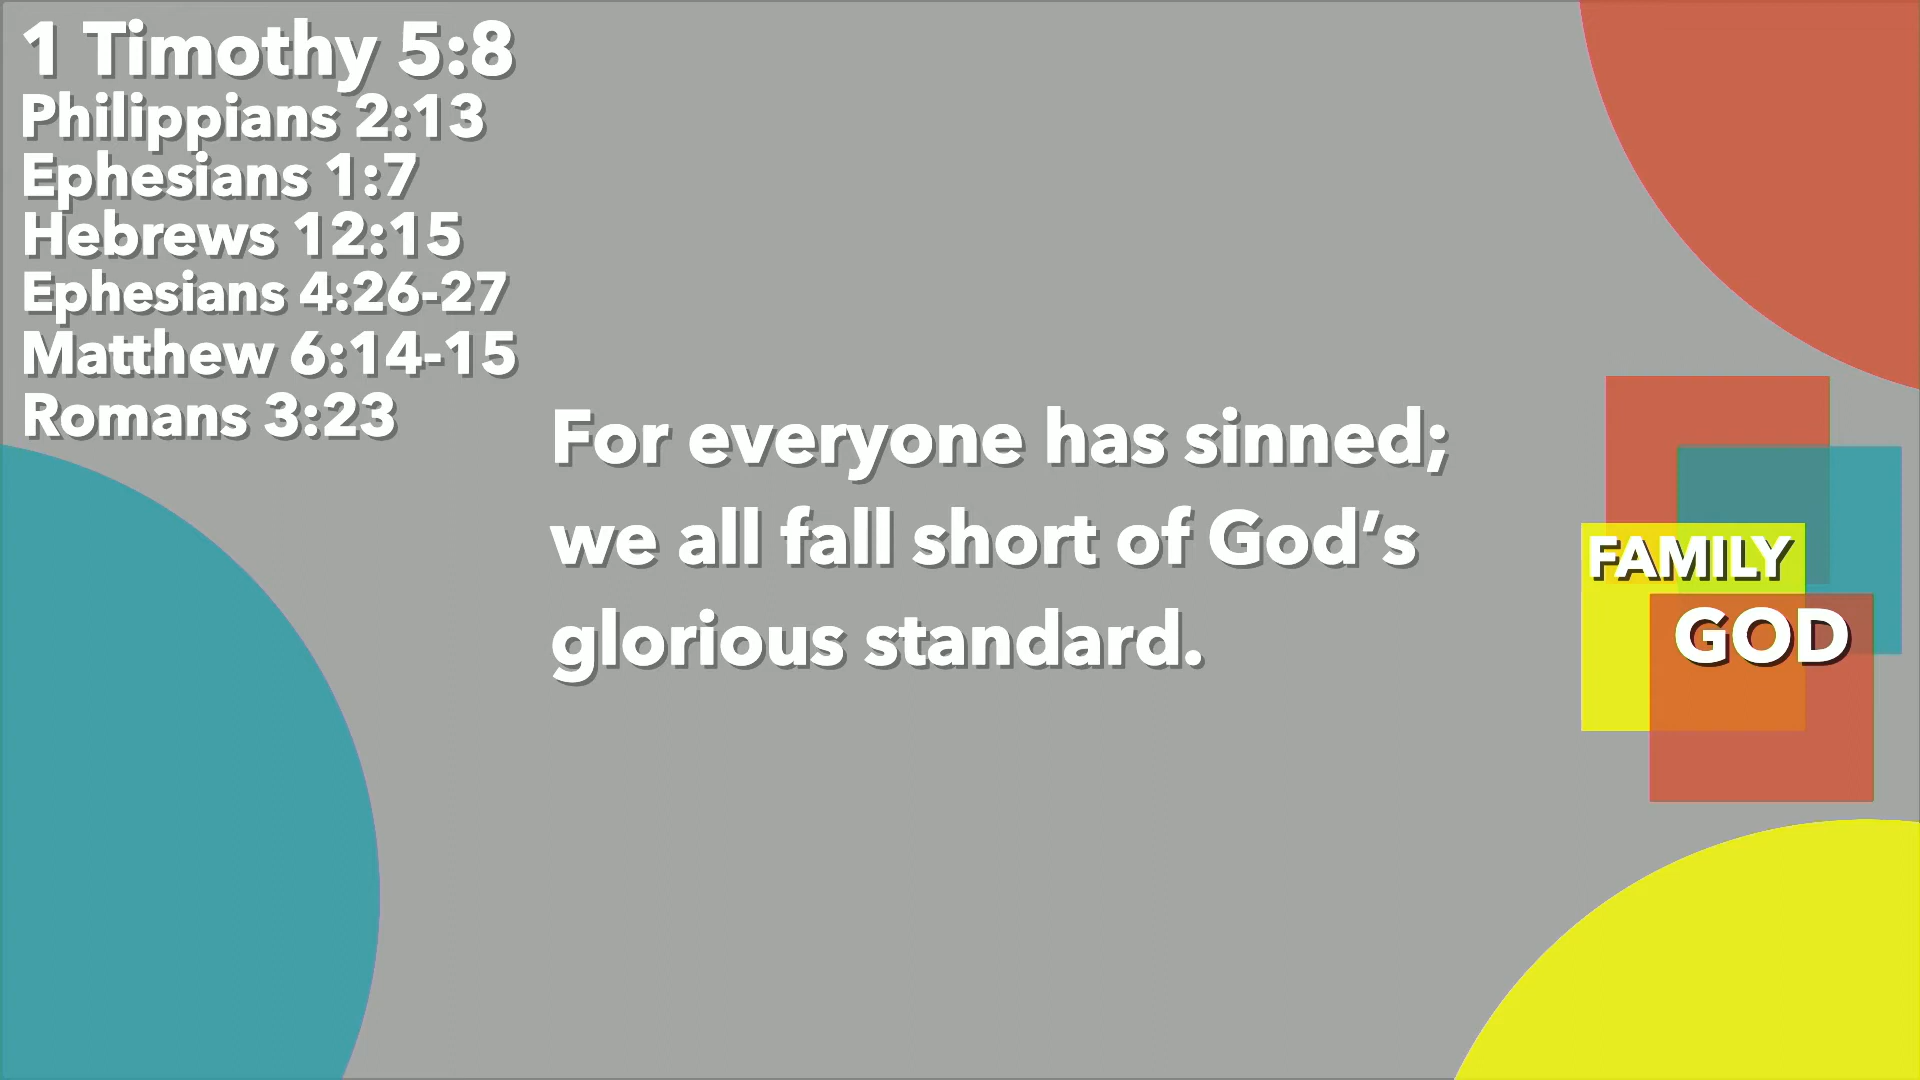 1 Timothy 5:8
Philippians 2:13
Ephesians 1:7
Hebrews 12:15
Ephesians 4:26-27
Matthew 6:14-15
Romans 3:23
For everyone has sinned;
we all fall short of God’s
glorious standard.
FAMILY
GOD